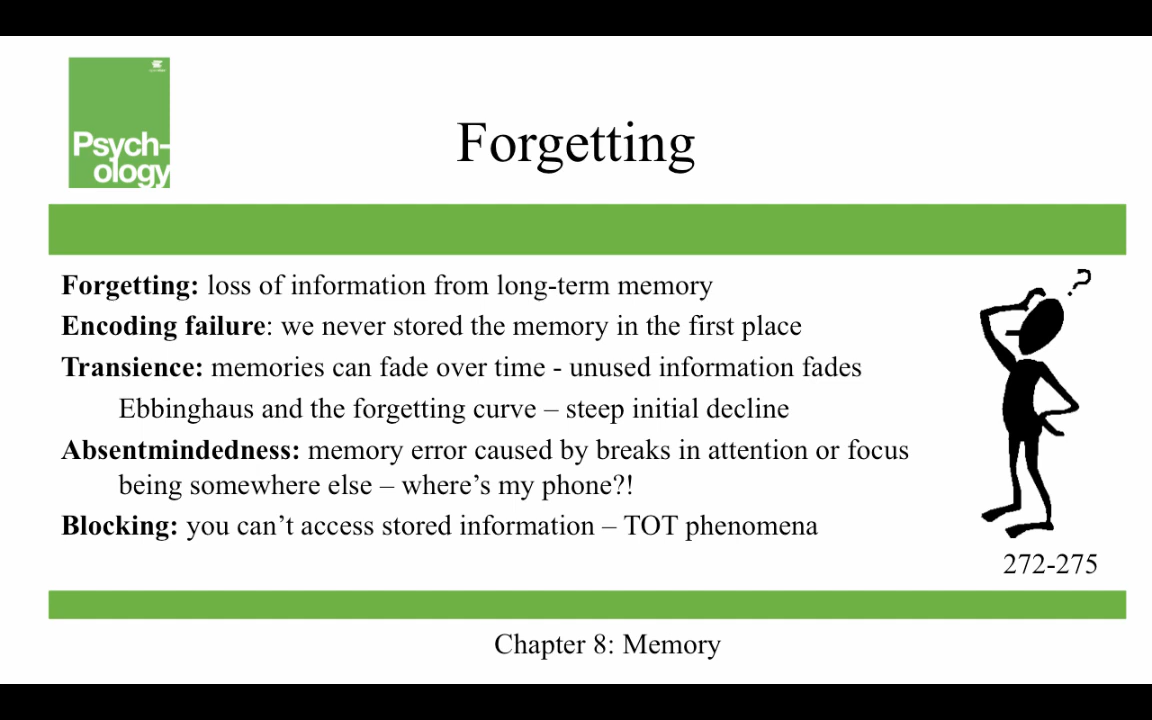 Psych-
ology
Forgetting
Forgetting: loss of information from long-term memory
Encoding failure: we never stored the memory in the first place
Transience: memories can fade over time - unused information fades
Ebbinghaus and the forgetting curve – steep initial decline
Absentmindedness: memory error caused by breaks in attention or focus
being somewhere else – where’s my phone?!
Blocking: you can’t access stored information – TOT phenomena
?
272-275
Chapter 8: Memory